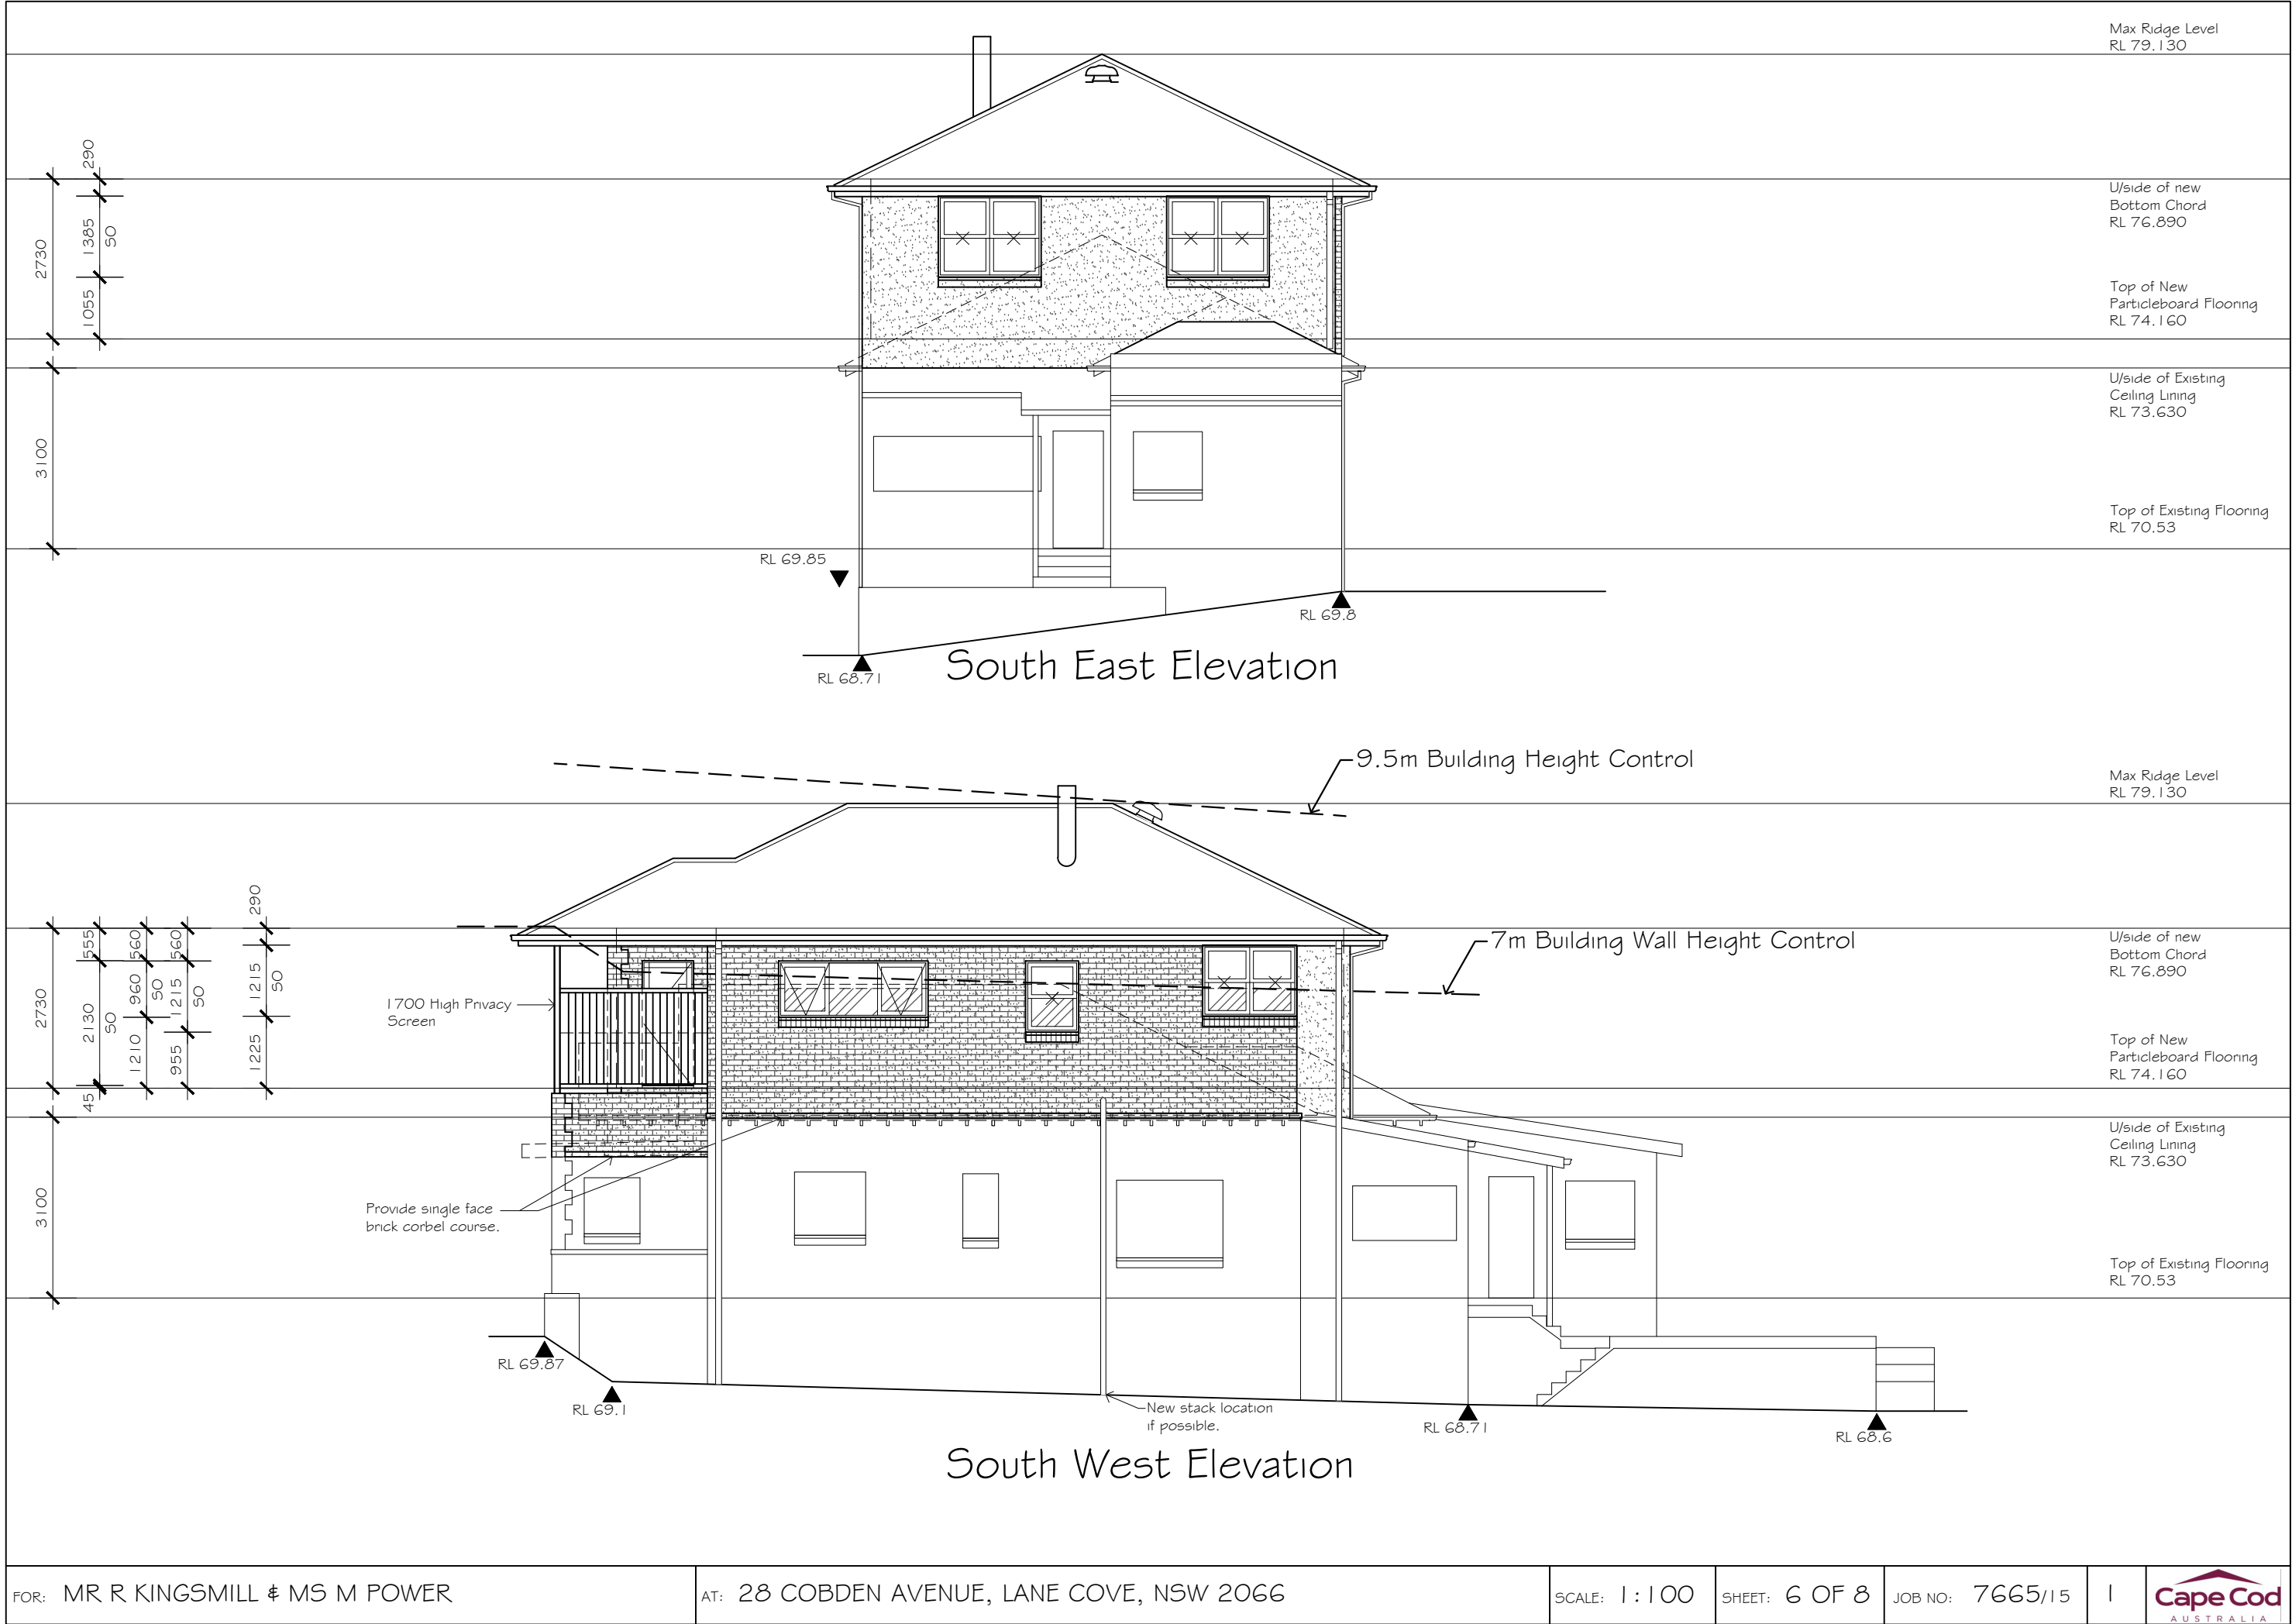 Max Ridge Level
RL 79.130
290
1385
50
1055
2730
3100
U/side of new
Bottom Chord
RL 76.890
Top of New
Particleboard Flooring
RL 74.160
U/side of Existing
Ceiling Lining
RL 73.630
Top of Existing Flooring
RL 70.53
RL 69.85
RL 69.8
RL 68.71
South East Elevation
9.5m Building Height Control
Max Ridge Level
RL 79.130
7m Building Wall Height Control
2730
555
2130
50
45
560
960
50
1210
560
1215
50
955
290
1215
50
1225
3100
U/side of new
Bottom Chord
RL 76.890
1700 High Privacy
Screen
Top of New
Particleboard Flooring
RL 74.160
U/side of Existing
Ceiling Lining
RL 73.630
Provide single face
brick corbel course.
Top of Existing Flooring
RL 70.53
RL 69.87
RL 69.1
New stack location
if possible.
RL 68.71
RL 68.6
South West Elevation
FOR: MR R KINGSMILL & MS M POWER
AT: 28 COBDEN AVENUE, LANE COVE, NSW 2066
SCALE: 1:100
SHEET: 6 OF 8
JOB NO: 7665/15
1
Cape Cod
AUSTRALIA